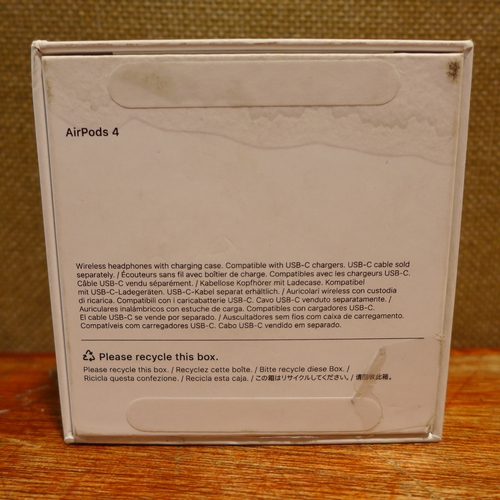 AirPods 4
Wireless headphones with charging case. Compatible with USB-C chargers. USB-C cable sold
separately. / Écouteurs sans fil avec boîtier de charge. Compatibles avec les chargeurs USB-C.
Câble USB-C vendu séparément. / Kabellose Kopfhörer mit Ladecase. Kompatibel
mit USB-C-Ladegeräten. USB-C-Kabel separat erhältlich. / Auricolari wireless con custodia
di ricarica. Compatibili con i caricabatterie USB-C. Cavo USB-C venduto separatamente. /
Auriculares inalámbricos con estuche de carga. Compatibles con cargadores USB-C.
El cable USB-C se vende por separado. / Auscultadores sem fios com caixa de carregamento.
Compatíveis com carregadores USB-C. Cabo USB-C vendido em separado.
Please recycle this box.
Please recycle this box. / Recyclez cette boîte. / Bitte recycle diese Box. /
Ricicla questa confezione. / Recicla esta caja. / この箱はリサイクルしてください。/ 请回收此箱。